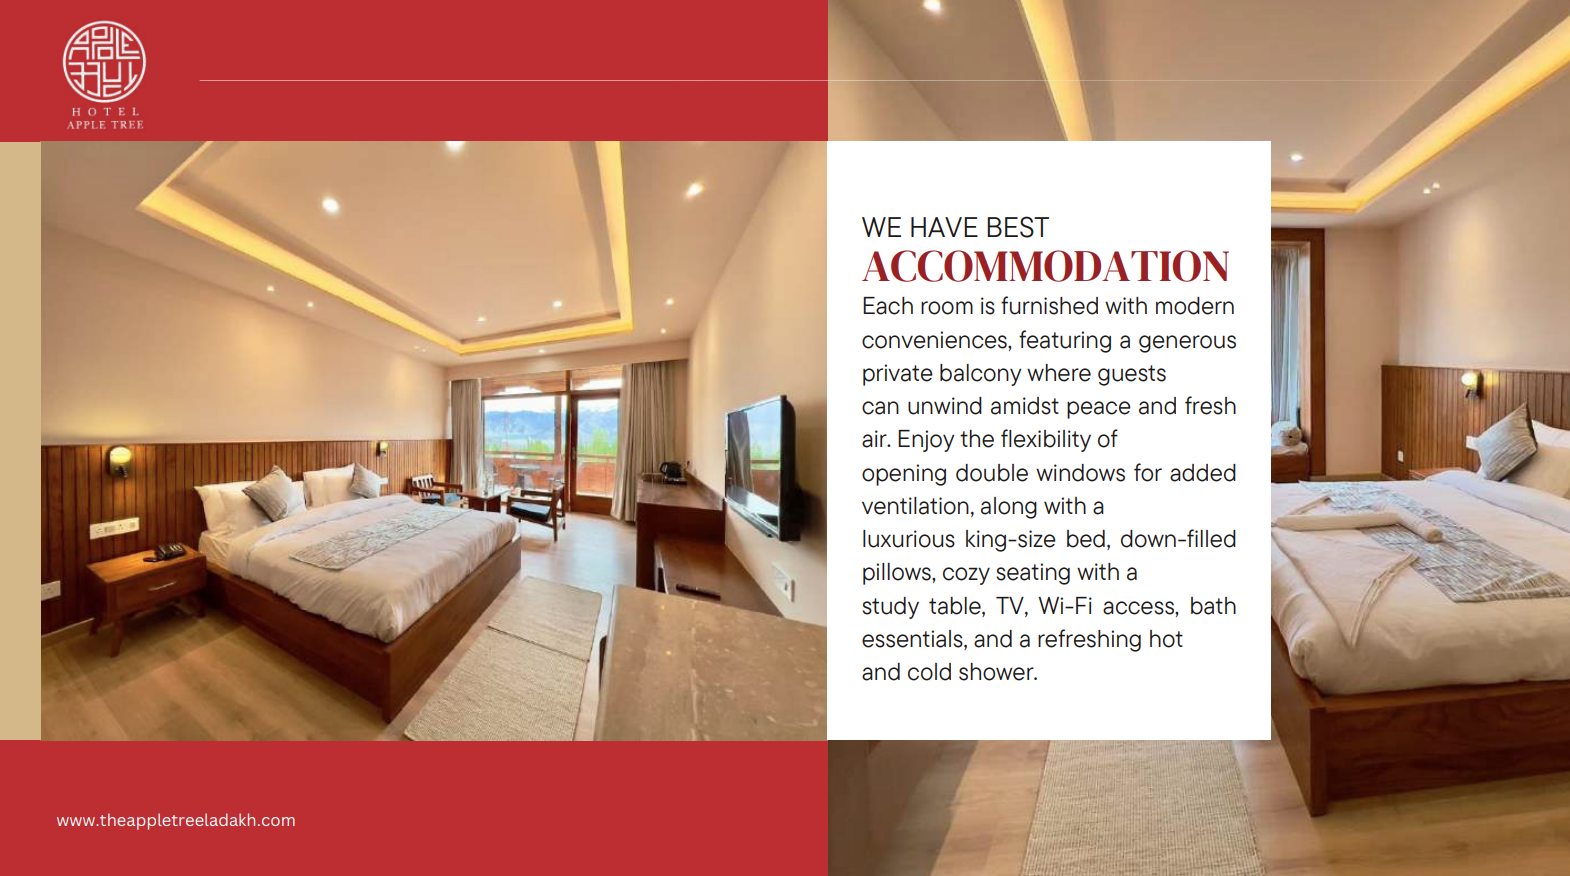 APPLE
HOTEL
APPLE TREE
WE HAVE BEST
ACCOMMODATION
Each room is furnished with modern
conveniences, featuring a generous
private balcony where guests
can unwind amidst peace and fresh
air. Enjoy the flexibility of
opening double windows for added
ventilation, along with a
luxurious king-size bed, down-filled
pillows, cozy seating with a
study table, TV, Wi-Fi access, bath
essentials, and a refreshing hot
and cold shower.
www.theappletreeladakh.com